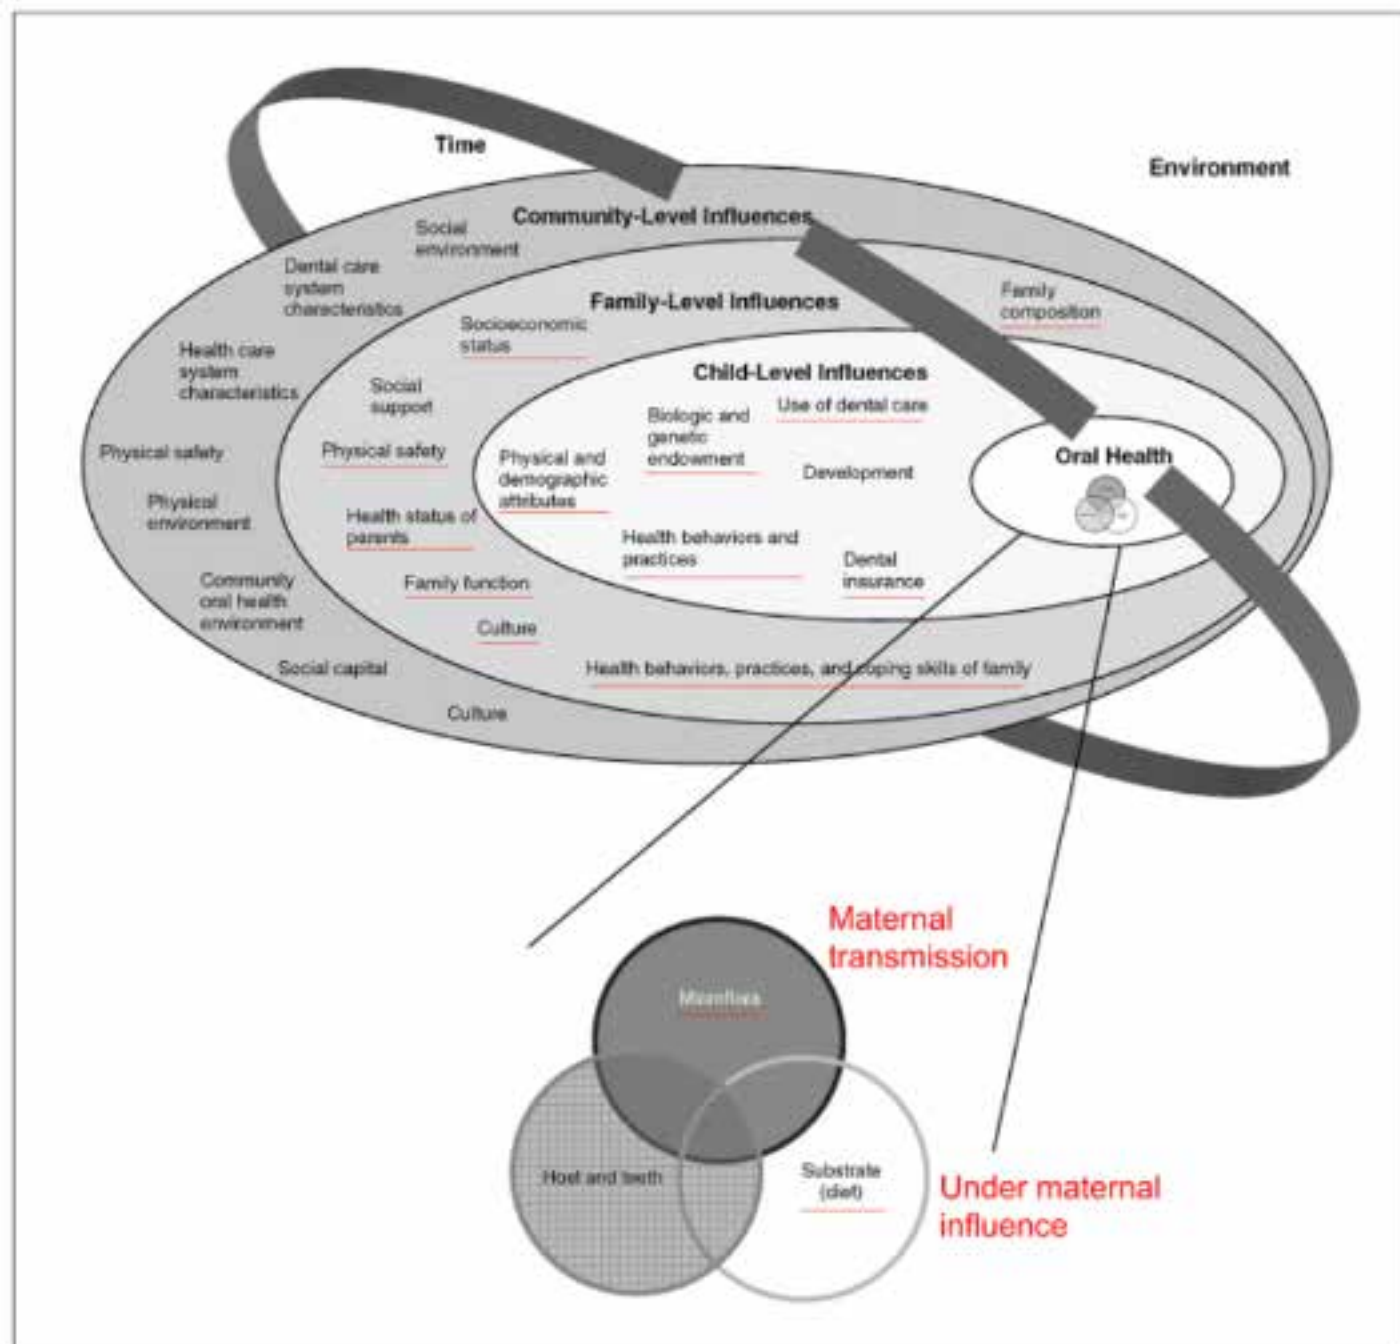 Time
Environment
Community-Level Influences
Social
environment
Dental care
system
characteristics
Health care
system
characteristics
Physical safety
Physical
environment
Community
oral health
environment
Social capital
Culture
Family-Level Influences
Family
composition
Socioeconomic
status
Social
support
Physical safety
Health status of
parents
Family function
Culture
Health behaviors, practices, and coping skills of family
Child-Level Influences
Use of dental care
Biologic and
genetic
endowment
Physical and
demographic
attributes
Development
Health behaviors and
practices
Dental
insurance
Oral Health
Maternal
transmission
Microflora
Host and teeth
Substrate
(diet)
Under maternal
influence